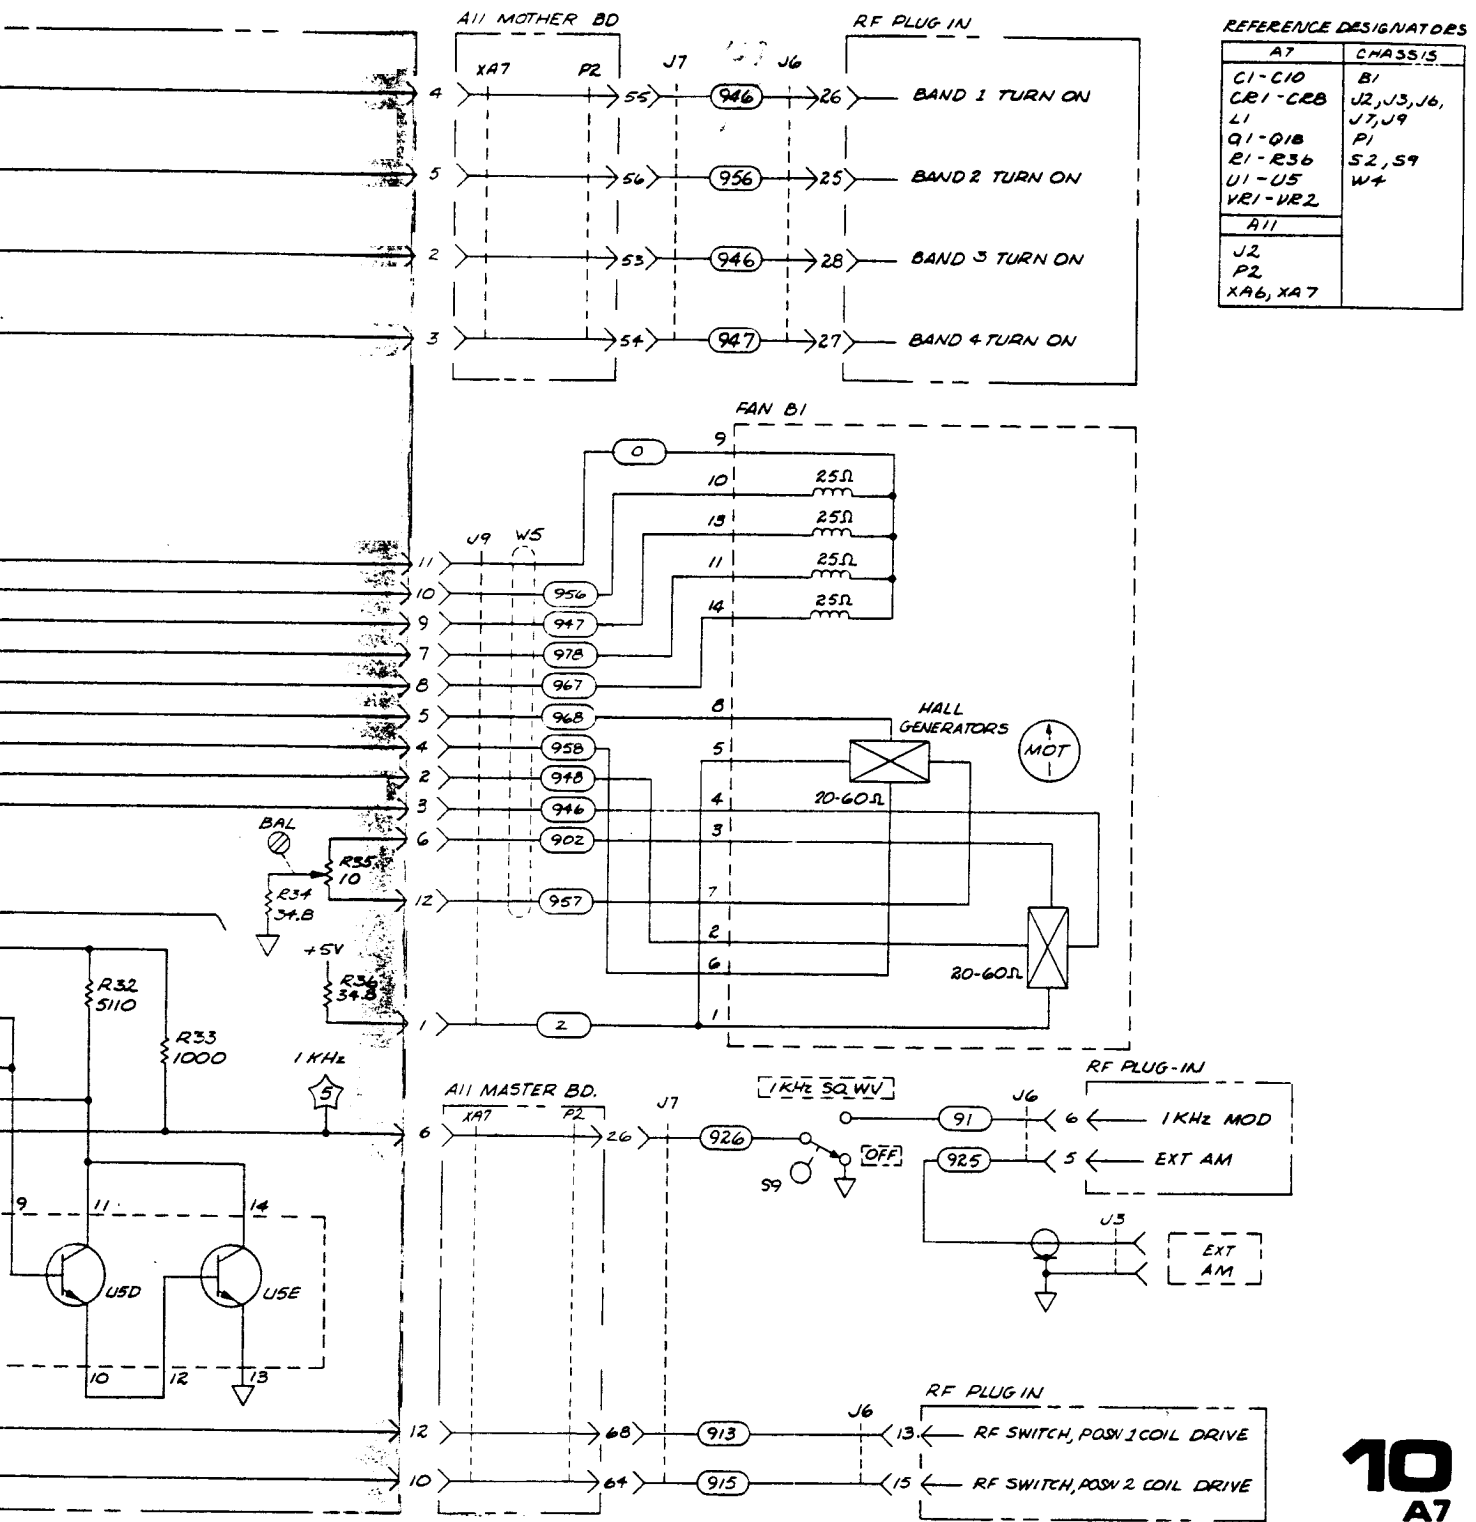 A11 MOTHER BD
RF PLUG IN
REFERENCE DESIGNATORS
A7
CHASSIS
C1-C10
CR1-CR8
L1
Q1-Q18
R1-R36
U1-U5
VR1-VR2
B1
J2, J3, J6,
J7, J9
P1
S2, S9
W4
A11
J2
P2
XA6, XA7
XA7
P2
J7
J6
4
55
946
26
BAND 1 TURN ON
5
56
956
25
BAND 2 TURN ON
2
53
946
28
BAND 3 TURN ON
3
54
947
27
BAND 4 TURN ON
FAN B1
0
9
10
25Ω
13
25Ω
11
25Ω
14
25Ω
J9
W5
11
10
956
9
947
7
978
8
967
5
968
8
4
958
5
2
948
3
946
4
6
902
3
12
957
7
2
6
1
2
1
HALL
GENERATORS
MOT
20-60Ω
20-60Ω
BAL
R35
10
R34
34.8
+5V
R36
34.8
R32
5110
R33
1000
1 KHz
5
A11 MASTER BD.
XA7
P2
J7
6
26
926
1 KHz SQ WV
OFF
S9
RF PLUG-IN
J6
91
6
1 KHz MOD
925
5
EXT AM
J3
EXT
AM
9
11
14
U5D
U5E
10
12
13
RF PLUG IN
J6
12
68
913
13
RF SWITCH, POSN 1 COIL DRIVE
10
64
915
15
RF SWITCH, POSN 2 COIL DRIVE
10
A7